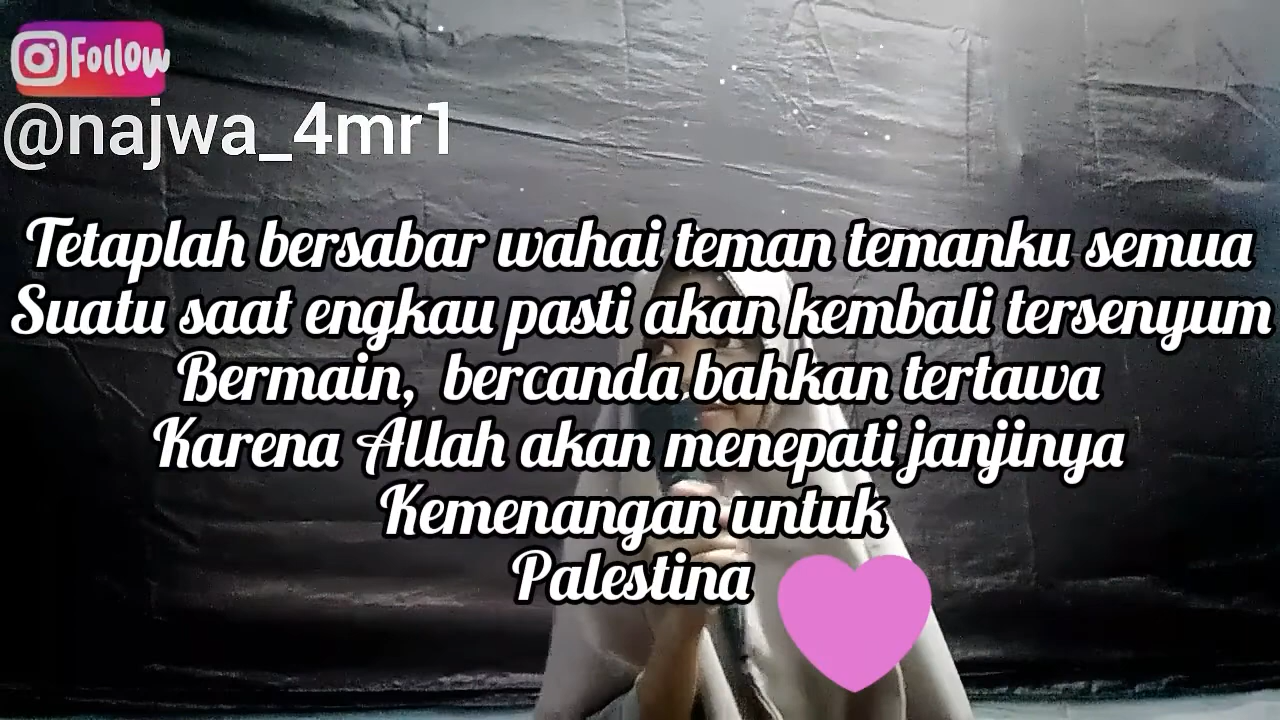 Follow
@najwa_4mr1
Tetaplah bersabar wahai teman temanku semua
Suatu saat engkau pasti akan kembali tersenyum
Bermain, bercanda bahkan tertawa
Karena Allah akan menepati janjinya
Kemenangan untuk
Palestina